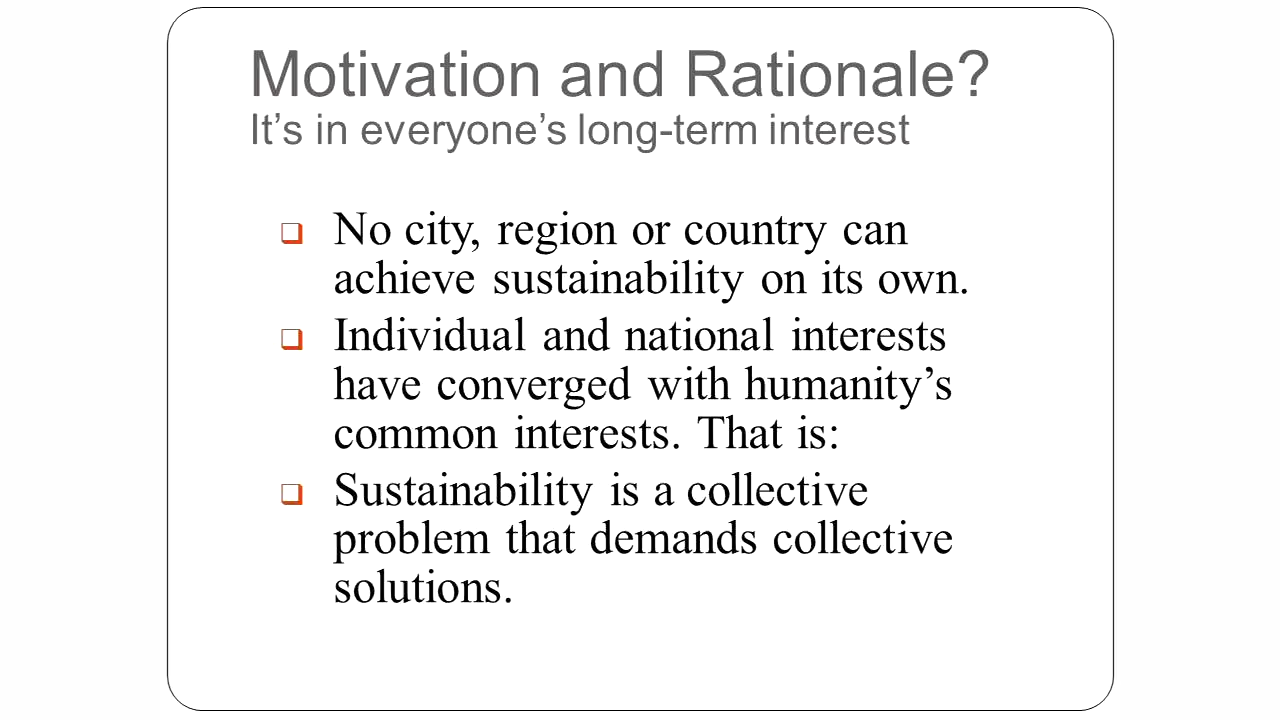 Motivation and Rationale?
It’s in everyone’s long-term interest
No city, region or country can
achieve sustainability on its own.
Individual and national interests
have converged with humanity’s
common interests. That is:
Sustainability is a collective
problem that demands collective
solutions.